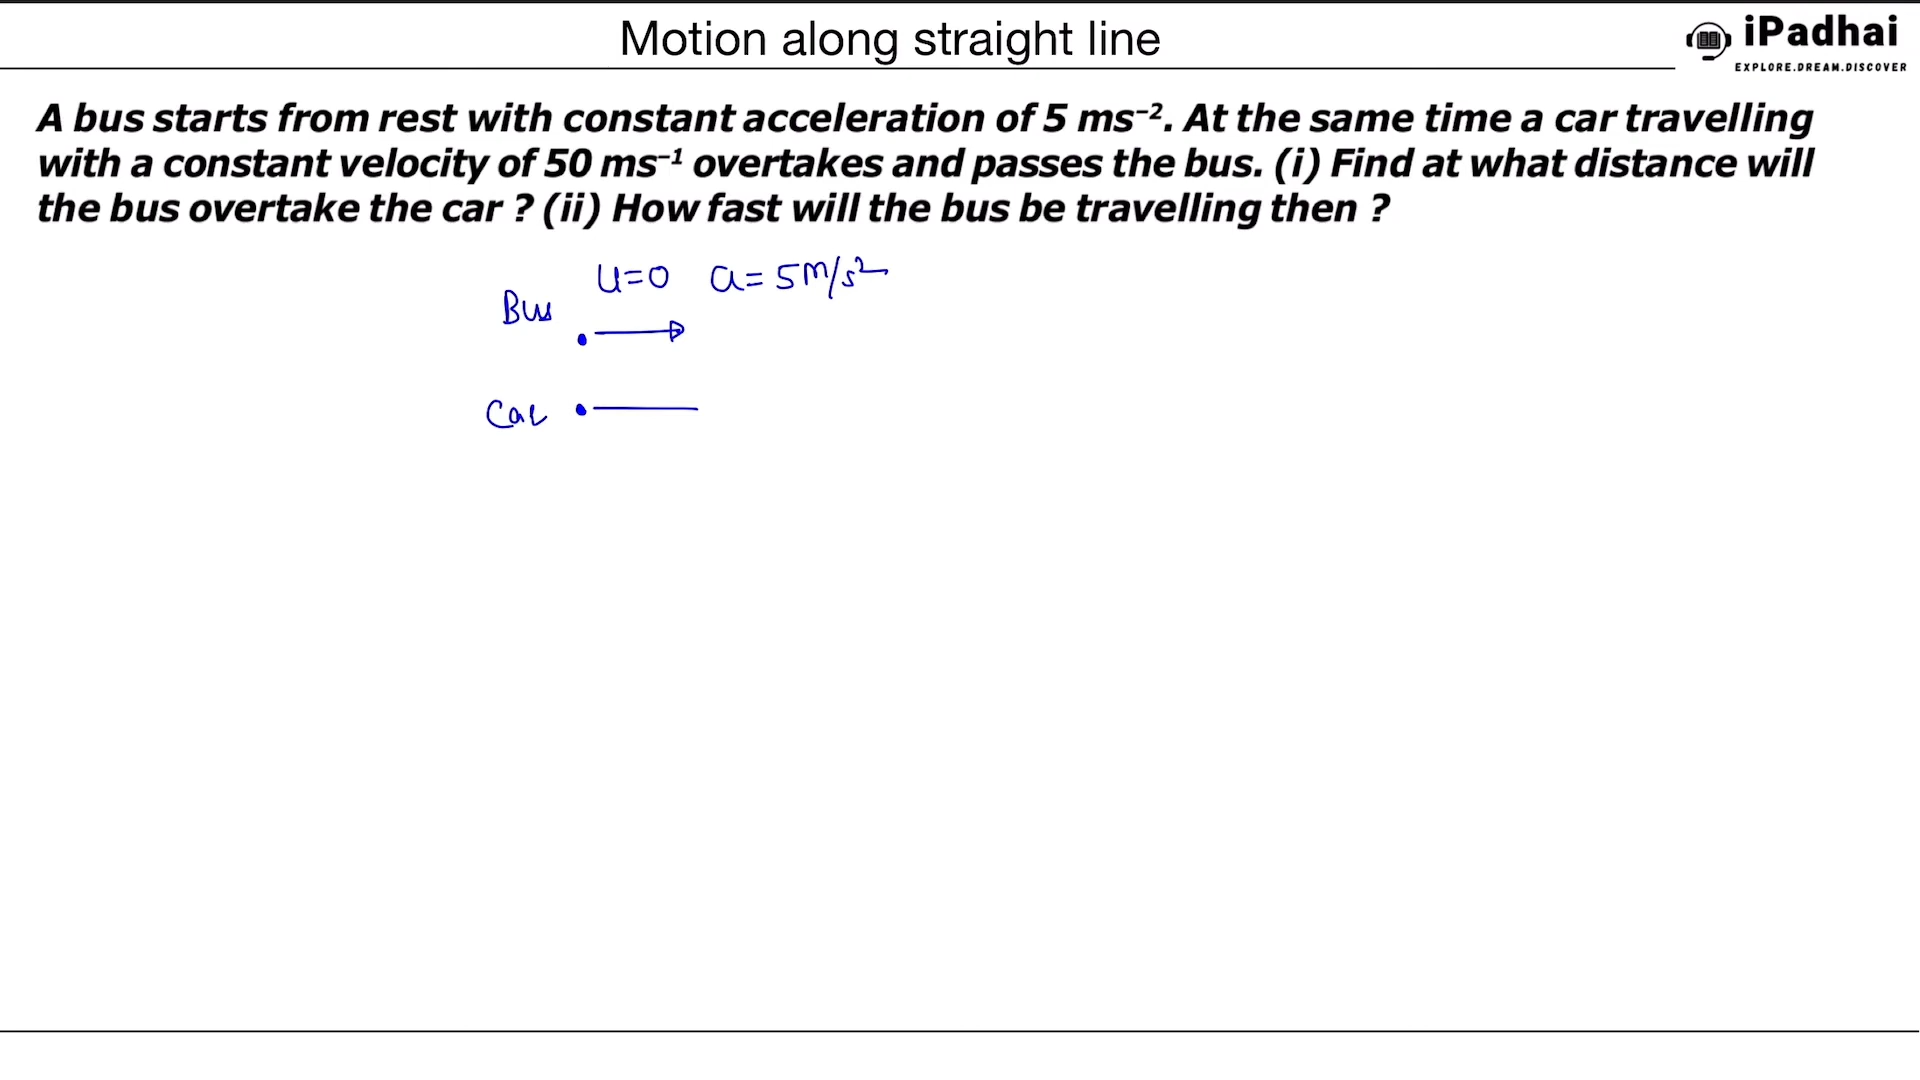 Motion along straight line
iPadhai
EXPLORE.DREAM.DISCOVER
A bus starts from rest with constant acceleration of 5 ms⁻². At the same time a car travelling
with a constant velocity of 50 ms⁻¹ overtakes and passes the bus. (i) Find at what distance will
the bus overtake the car ? (ii) How fast will the bus be travelling then ?
u=0 a= 5m/s²
Bus
Car